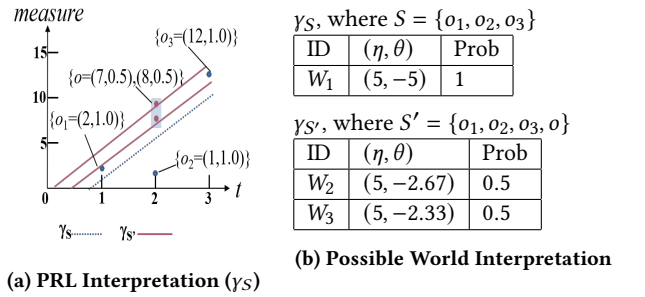 measure
15
{o₃=(12,1.0)}
{o=(7,0.5),(8,0.5)}
10
{o₁=(2,1.0)}
5
{o₂=(1,1.0)}
0 1 2 3 t
γS γS'
(a) PRL Interpretation (γS)
γS, where S = {o₁, o₂, o₃}
ID (η, θ) Prob
W₁ (5, −5) 1
γS′, where S′ = {o₁, o₂, o₃, o}
ID (η, θ) Prob
W₂ (5, −2.67) 0.5
W₃ (5, −2.33) 0.5
(b) Possible World Interpretation